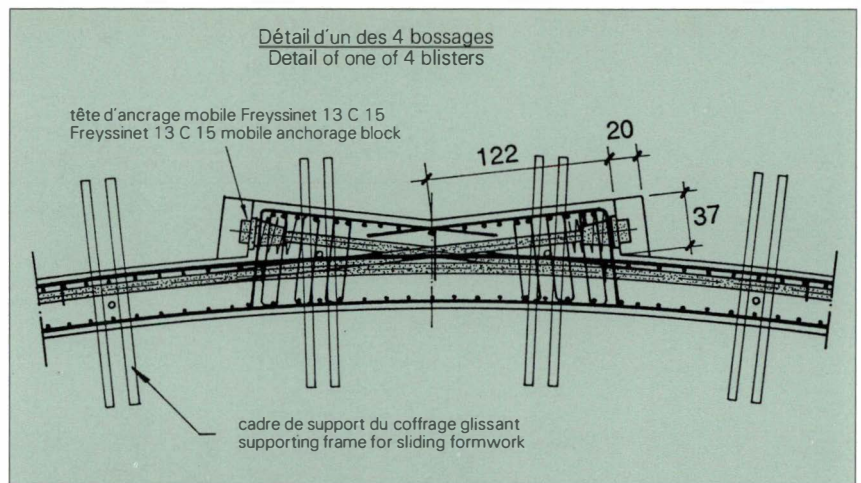 Détail d'un des 4 bossages
Detail of one of 4 blisters
tête d'ancrage mobile Freyssinet 13 C 15
Freyssinet 13 C 15 mobile anchorage block
122
20
37
cadre de support du coffrage glissant
supporting frame for sliding formwork